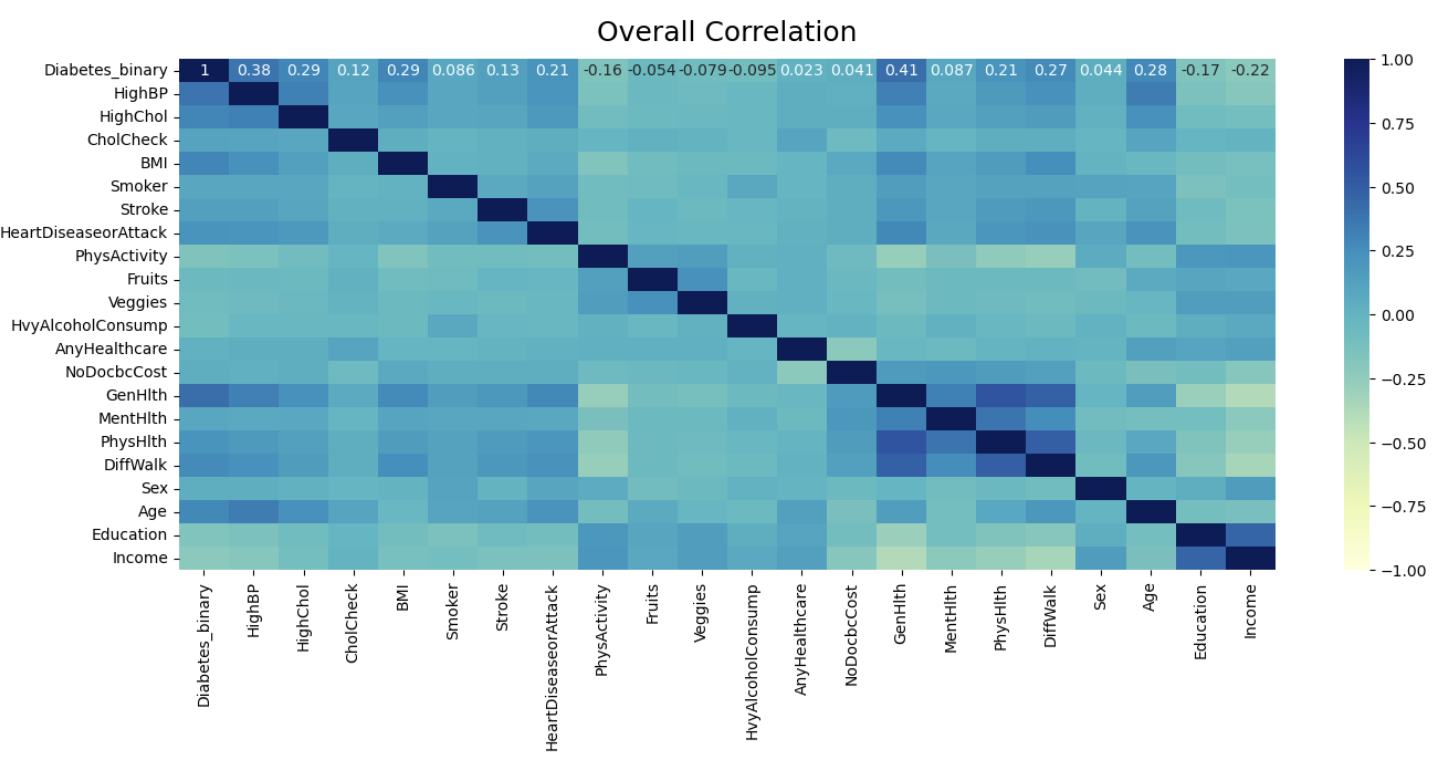 Overall Correlation
Diabetes_binary 1 0.38 0.29 0.12 0.29 0.086 0.13 0.21 -0.16 -0.054 -0.079 -0.095 0.023 0.041 0.41 0.087 0.21 0.27 0.044 0.28 -0.17 -0.22
HighBP
HighChol
CholCheck
BMI
Smoker
Stroke
HeartDiseaseorAttack
PhysActivity
Fruits
Veggies
HvyAlcoholConsump
AnyHealthcare
NoDocbcCost
GenHlth
MentHlth
PhysHlth
DiffWalk
Sex
Age
Education
Income
Diabetes_binary
HighBP
HighChol
CholCheck
BMI
Smoker
Stroke
HeartDiseaseorAttack
PhysActivity
Fruits
Veggies
HvyAlcoholConsump
AnyHealthcare
NoDocbcCost
GenHlth
MentHlth
PhysHlth
DiffWalk
Sex
Age
Education
Income
1.00
0.75
0.50
0.25
0.00
−0.25
−0.50
−0.75
−1.00